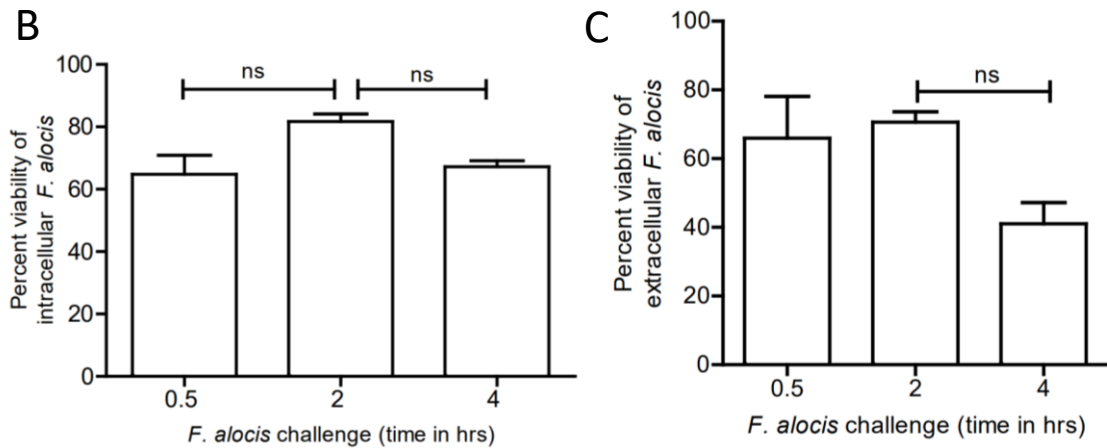 B
Percent viability of
intracellular F. alocis
100
80
60
40
20
0
ns
ns
0.5
2
4
F. alocis challenge (time in hrs)
C
Percent viability of
extracellular F. alocis
100
80
60
40
20
0
ns
0.5
2
4
F. alocis challenge (time in hrs)